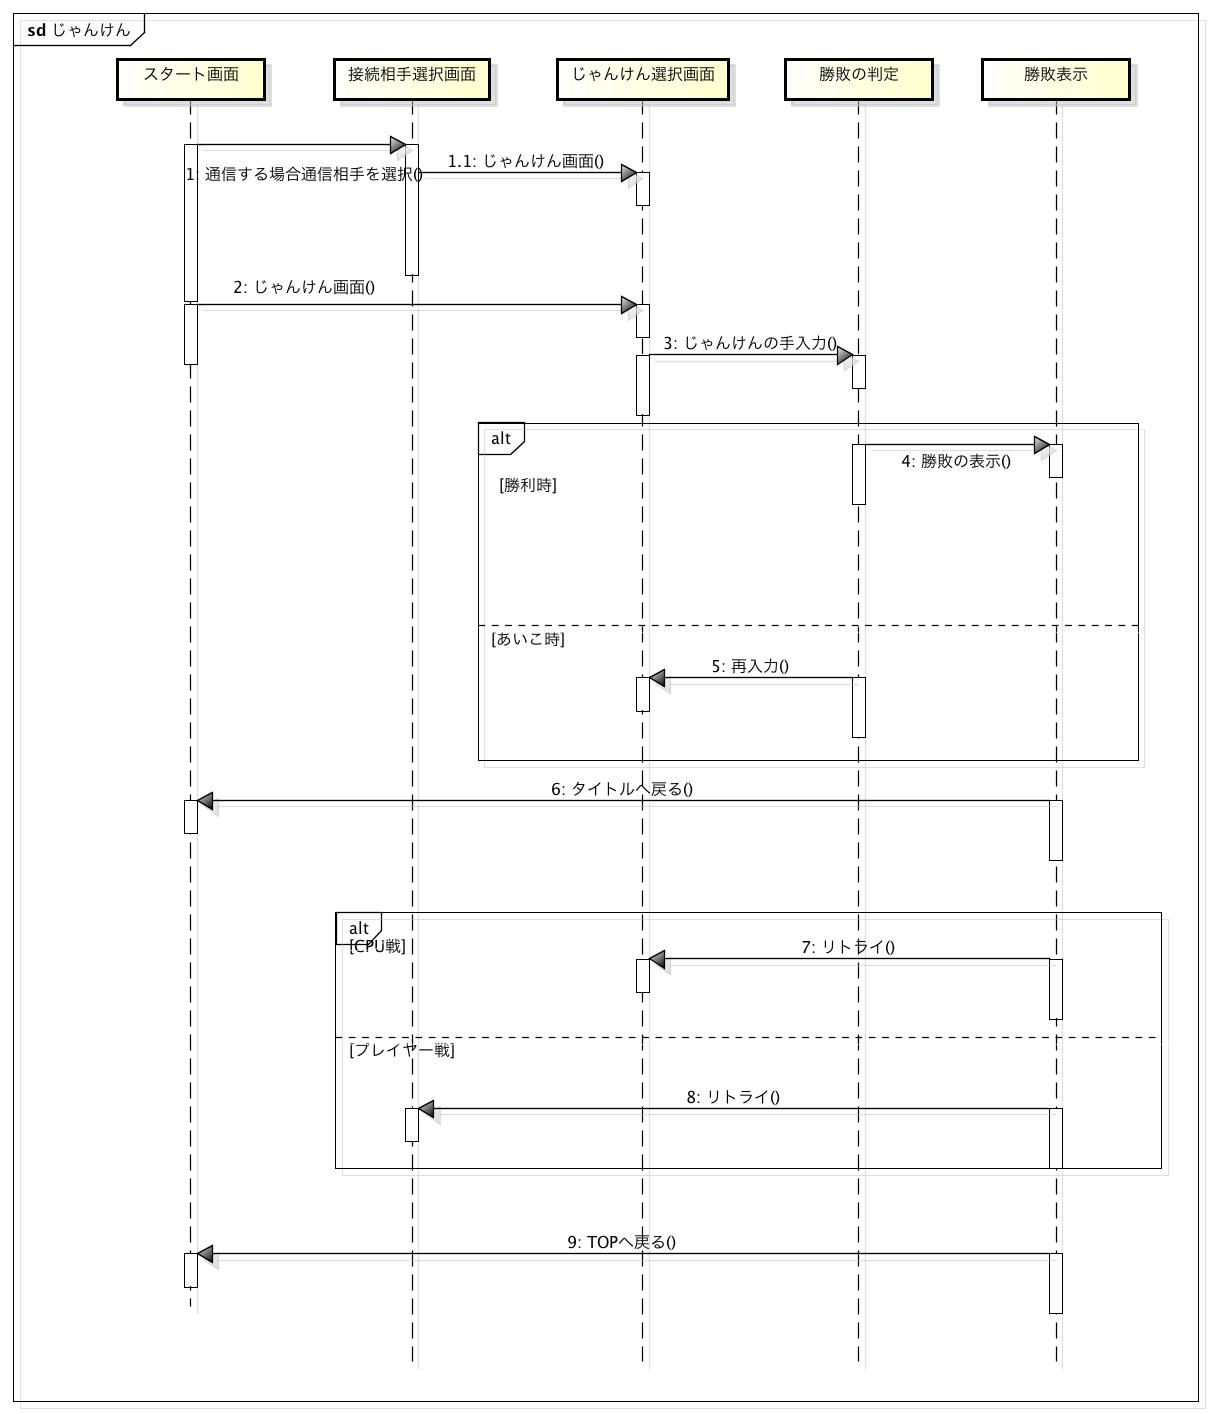 sd じゃんけん
スタート画面
接続相手選択画面
じゃんけん選択画面
勝敗の判定
勝敗表示
1.1: じゃんけん画面()
1: 通信する場合通信相手を選択()
2: じゃんけん画面()
3: じゃんけんの手入力()
alt
4: 勝敗の表示()
[勝利時]
[あいこ時]
5: 再入力()
6: タイトルへ戻る()
alt
[CPU戦]
7: リトライ()
[プレイヤー戦]
8: リトライ()
9: TOPへ戻る()